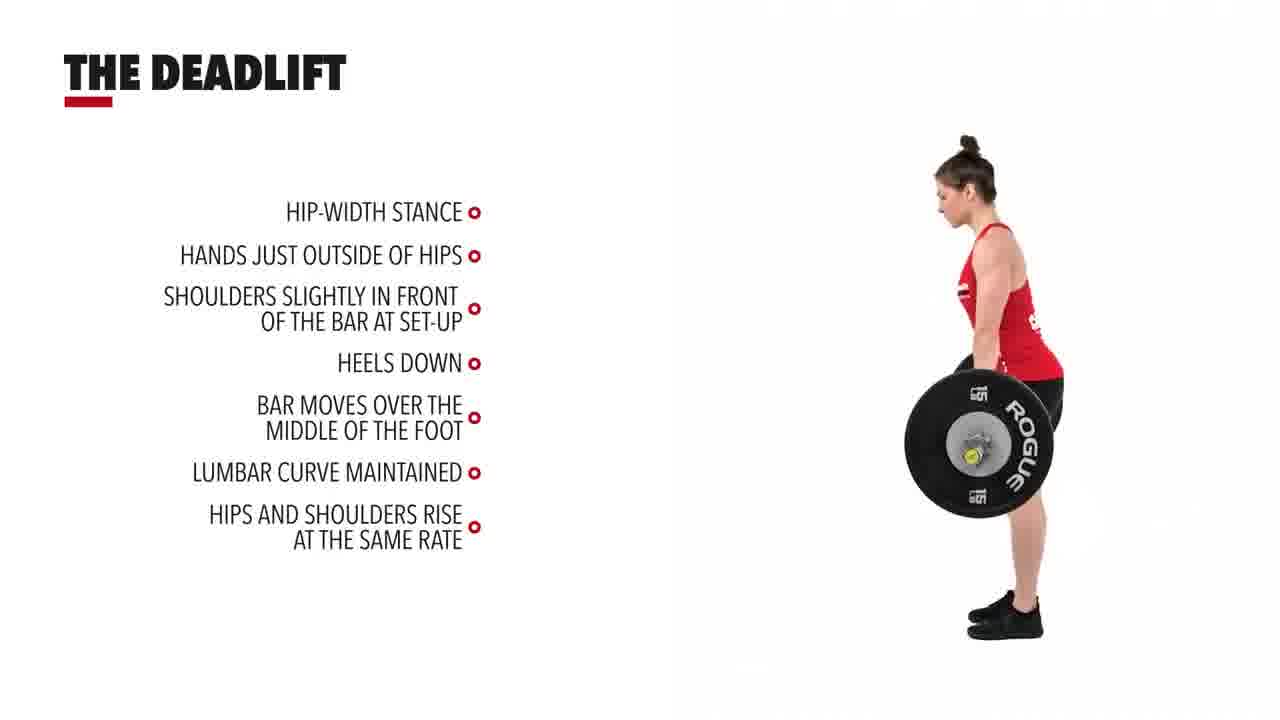 THE DEADLIFT
HIP-WIDTH STANCE
HANDS JUST OUTSIDE OF HIPS
SHOULDERS SLIGHTLY IN FRONT
OF THE BAR AT SET-UP
HEELS DOWN
BAR MOVES OVER THE
MIDDLE OF THE FOOT
LUMBAR CURVE MAINTAINED
HIPS AND SHOULDERS RISE
AT THE SAME RATE
15
ROGUE
15